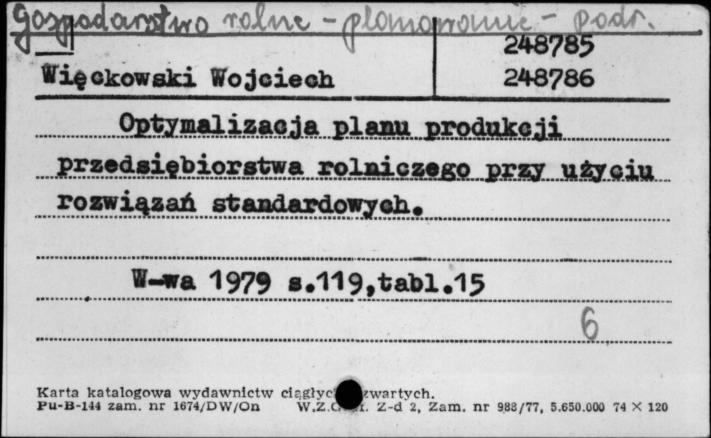 Gospodarstwo rolne - planowanie - podr.
248785
Więckowski Wojciech 248786
Optymalizacja planu produkcji
przedsiębiorstwa rolniczego przy użyciu
rozwiązań standardowych.
W-wa 1979 s.119,tabl.15
6
Karta katalogowa wydawnictw ciągłych zwartych.
Pu-B-144 zam. nr 1674/DW/On W.Z.G. Z-d 2, Zam. nr 988/77, 5.650.000 74 × 120